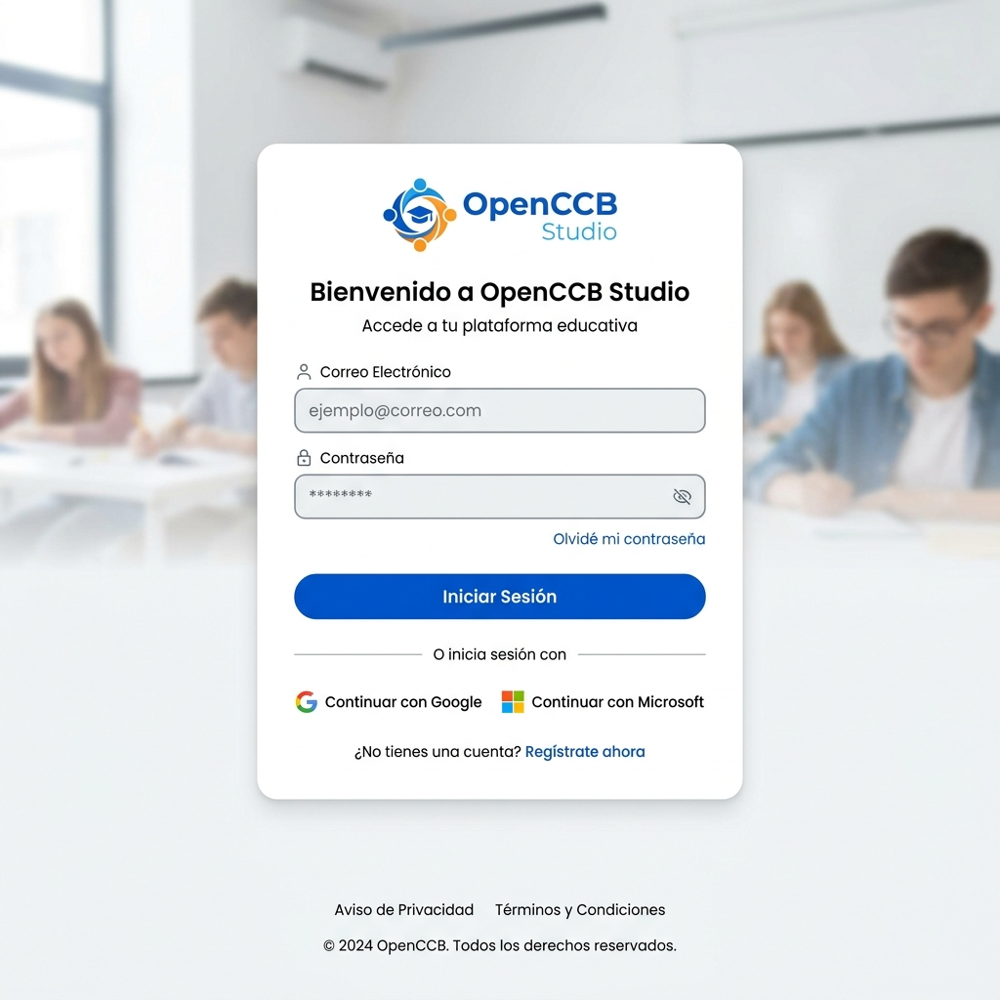 OpenCCB
Studio
Bienvenido a OpenCCB Studio
Accede a tu plataforma educativa
Correo Electrónico
ejemplo@correo.com
Contraseña
********
Olvidé mi contraseña
Iniciar Sesión
O inicia sesión con
Continuar con Google Continuar con Microsoft
¿No tienes una cuenta? Regístrate ahora
Aviso de Privacidad Términos y Condiciones
© 2024 OpenCCB. Todos los derechos reservados.